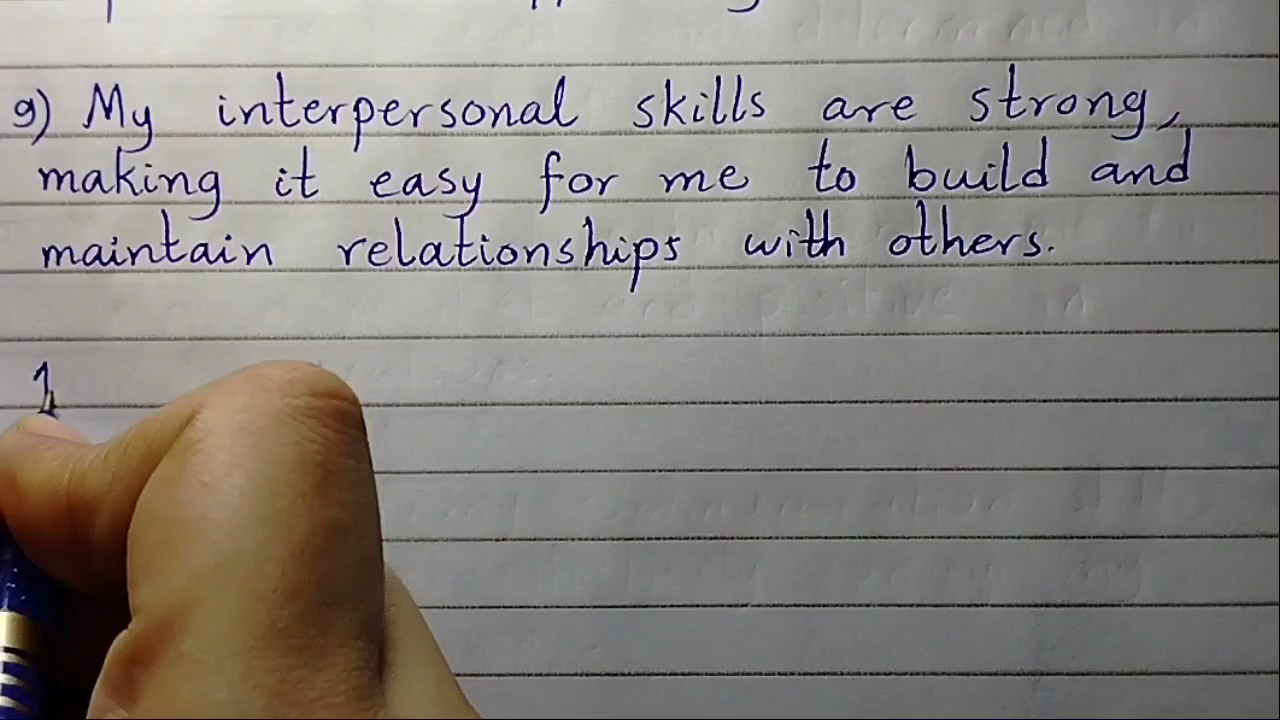 9) My interpersonal skills are strong,
making it easy for me to build and
maintain relationships with others.
1